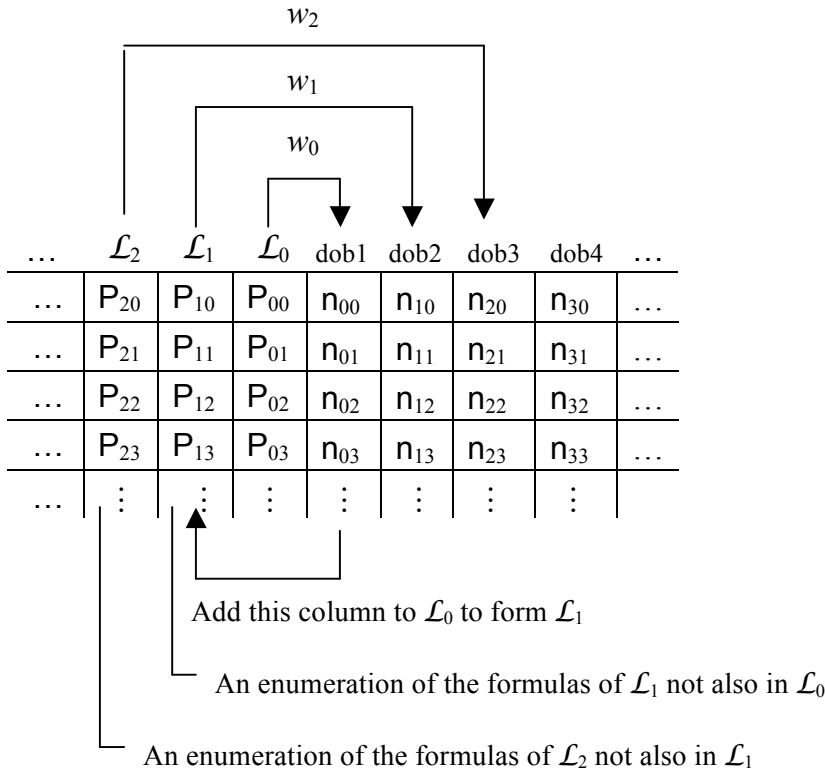 w₂
w₁
w₀
… ℒ₂ ℒ₁ ℒ₀ dob1 dob2 dob3 dob4 …
… P₂₀ P₁₀ P₀₀ n₀₀ n₁₀ n₂₀ n₃₀ …
… P₂₁ P₁₁ P₀₁ n₀₁ n₁₁ n₂₁ n₃₁ …
… P₂₂ P₁₂ P₀₂ n₀₂ n₁₂ n₂₂ n₃₂ …
… P₂₃ P₁₃ P₀₃ n₀₃ n₁₃ n₂₃ n₃₃ …
… ⋮ ⋮ ⋮ ⋮ ⋮ ⋮ ⋮
Add this column to ℒ₀ to form ℒ₁
An enumeration of the formulas of ℒ₁ not also in ℒ₀
An enumeration of the formulas of ℒ₂ not also in ℒ₁